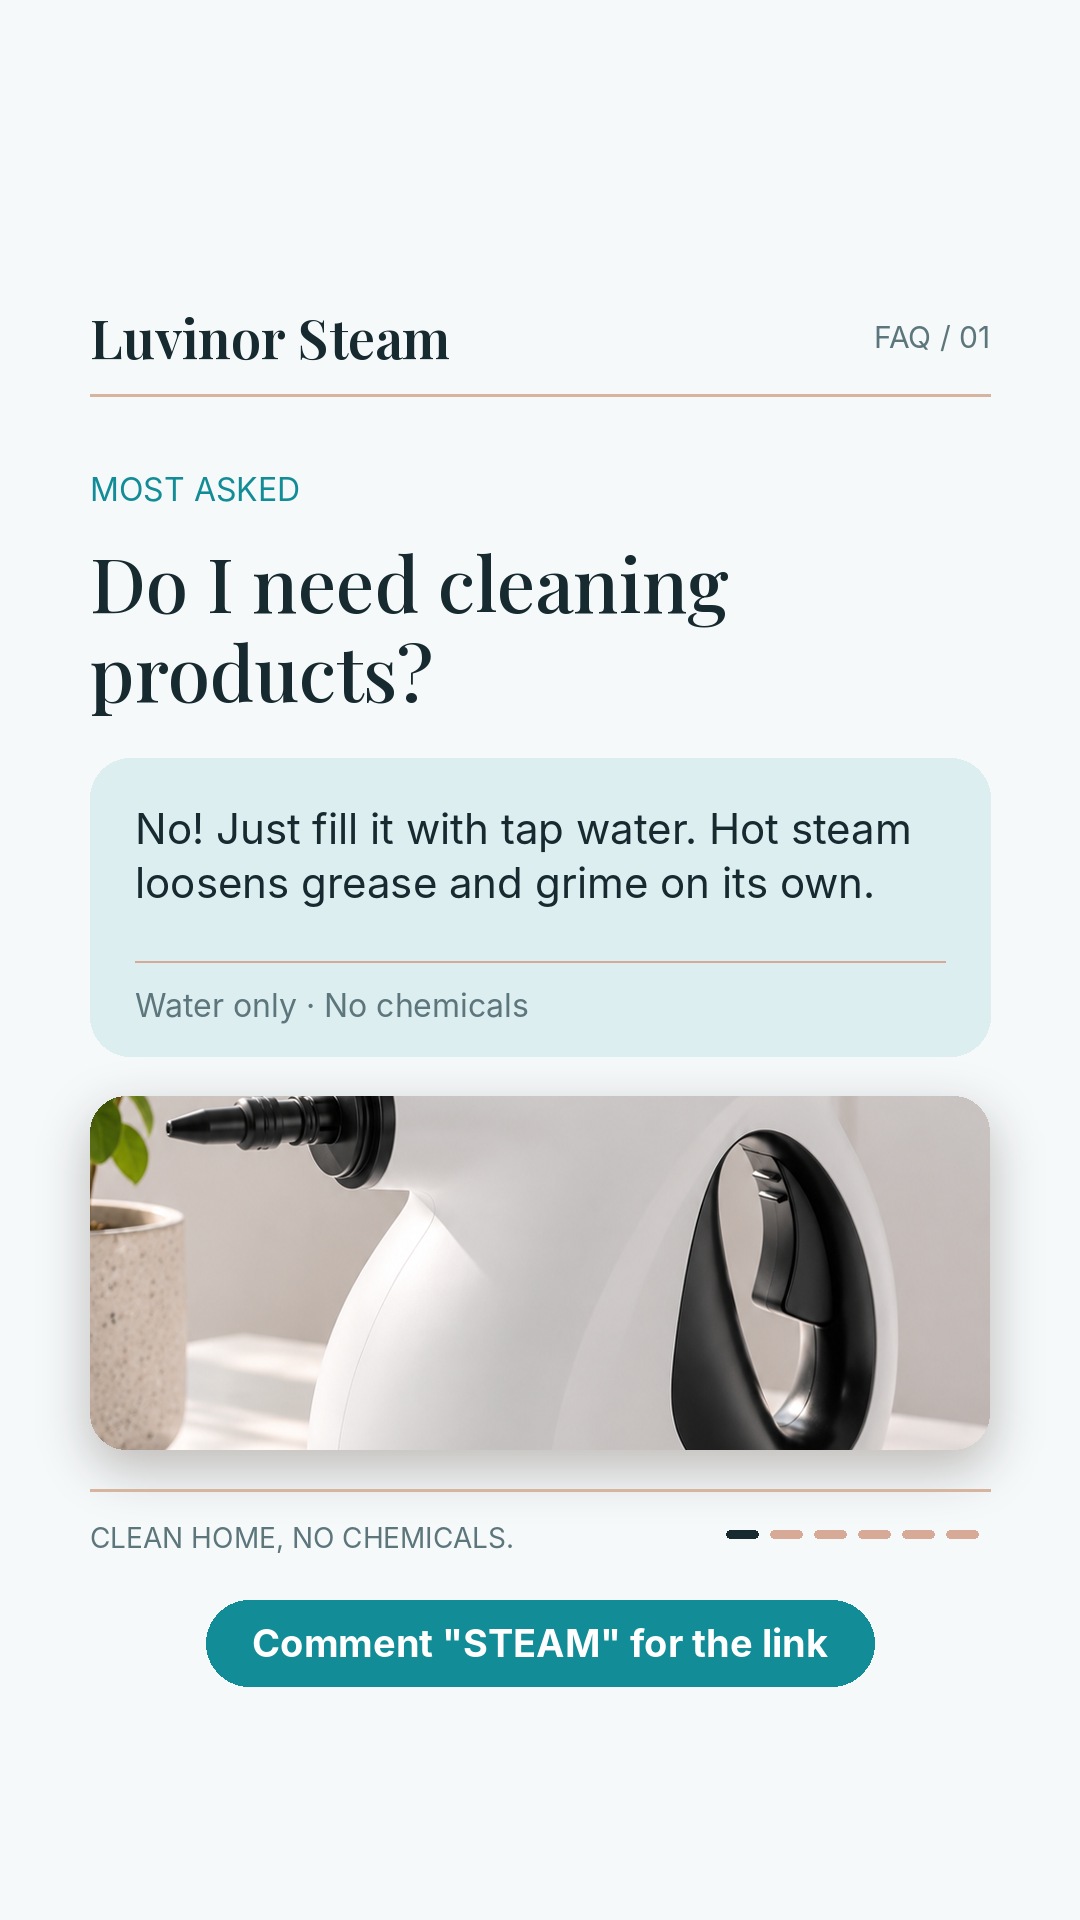 Luvinor Steam
FAQ / 01
MOST ASKED
Do I need cleaning
products?
No! Just fill it with tap water. Hot steam
loosens grease and grime on its own.
Water only · No chemicals
CLEAN HOME, NO CHEMICALS.
Comment "STEAM" for the link